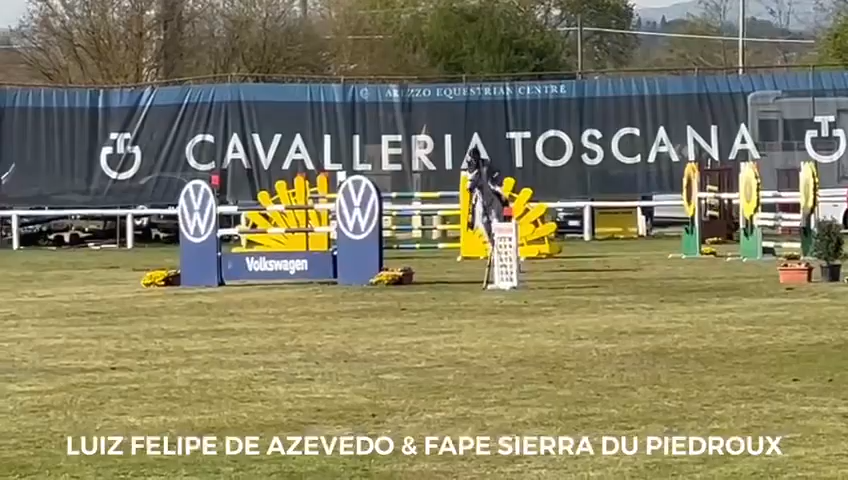 AREZZO EQUESTRIAN CENTRE
CAVALLERIA TOSCANA
VOLKSWAGEN
LUIZ FELIPE DE AZEVEDO & FAPE SIERRA DU PIEDROUX